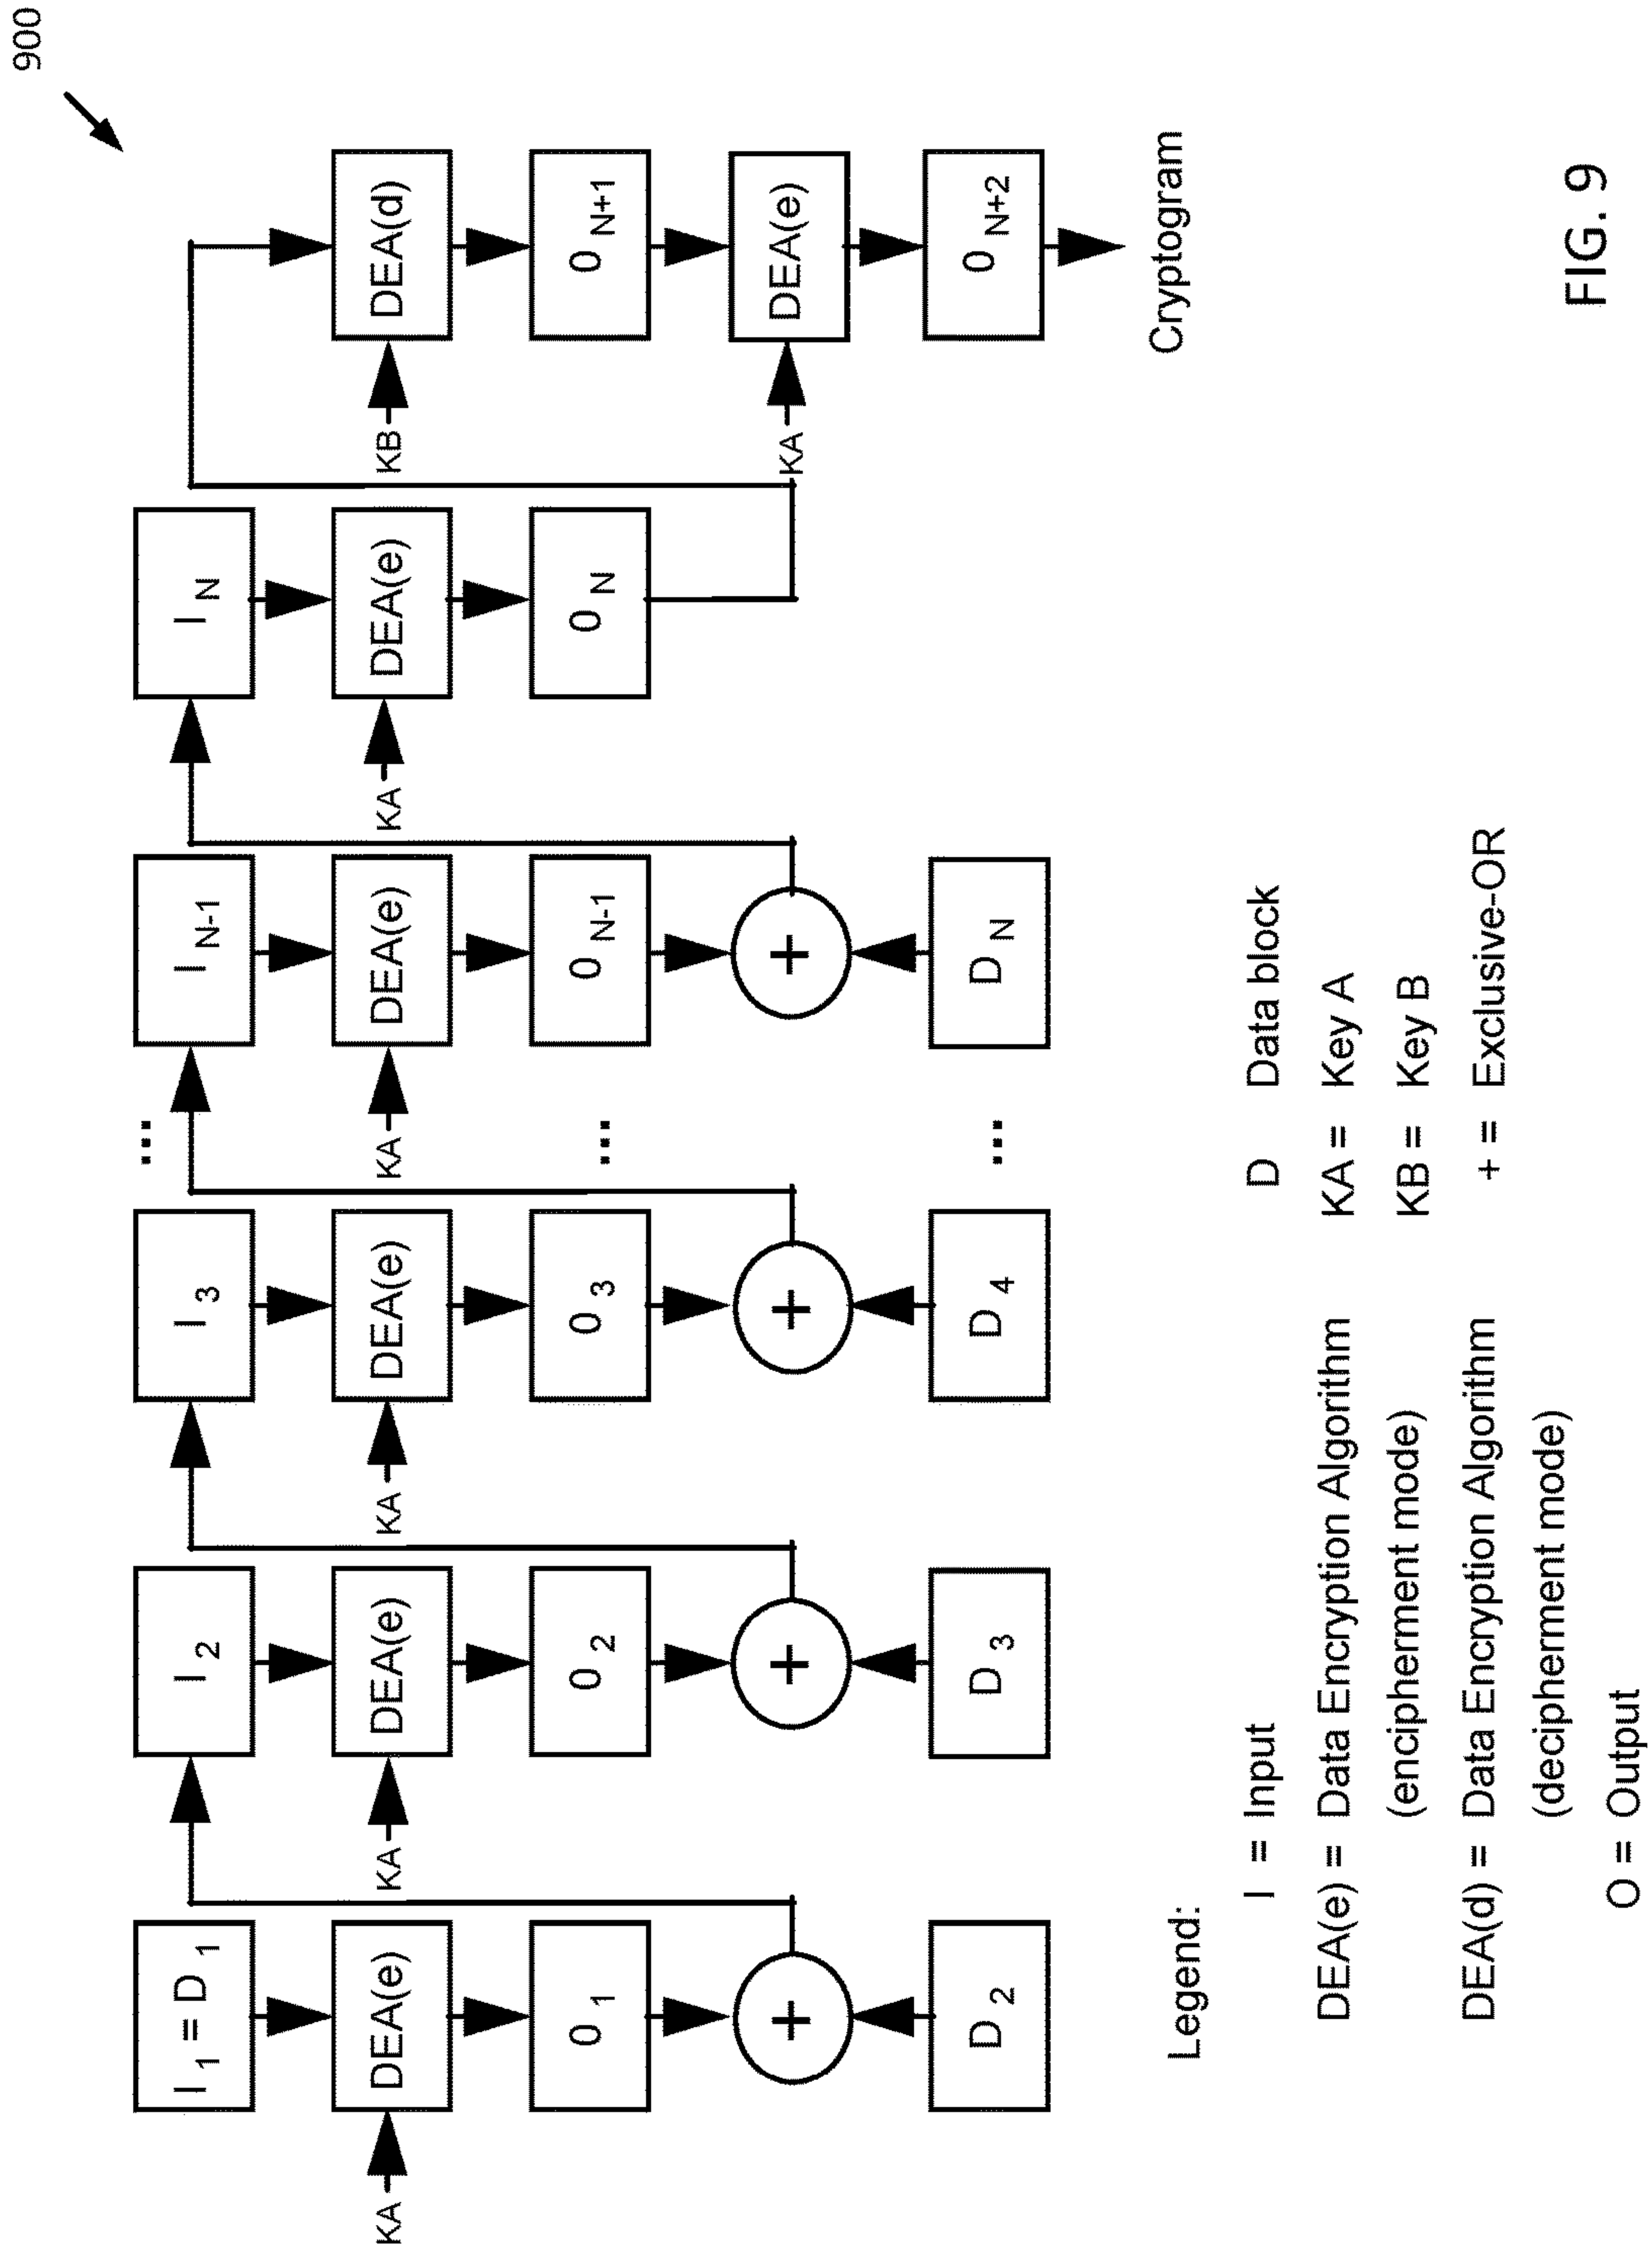 900
I 1 = D 1
I 2
I 3
...
I N-1
I N
KA
DEA(e)
KA
DEA(e)
KA
DEA(e)
KA
DEA(e)
KA
DEA(e)
KB
DEA(d)
0 1
0 2
0 3
...
0 N-1
0 N
0 N+1
+
+
+
+
KA
DEA(e)
D 2
D 3
D 4
...
D N
0 N+2
Cryptogram
Legend:
I = Input
DEA(e) = Data Encryption Algorithm
(encipherment mode)
DEA(d) = Data Encryption Algorithm
(decipherment mode)
O = Output
D Data block
KA = Key A
KB = Key B
+ = Exclusive-OR
FIG. 9